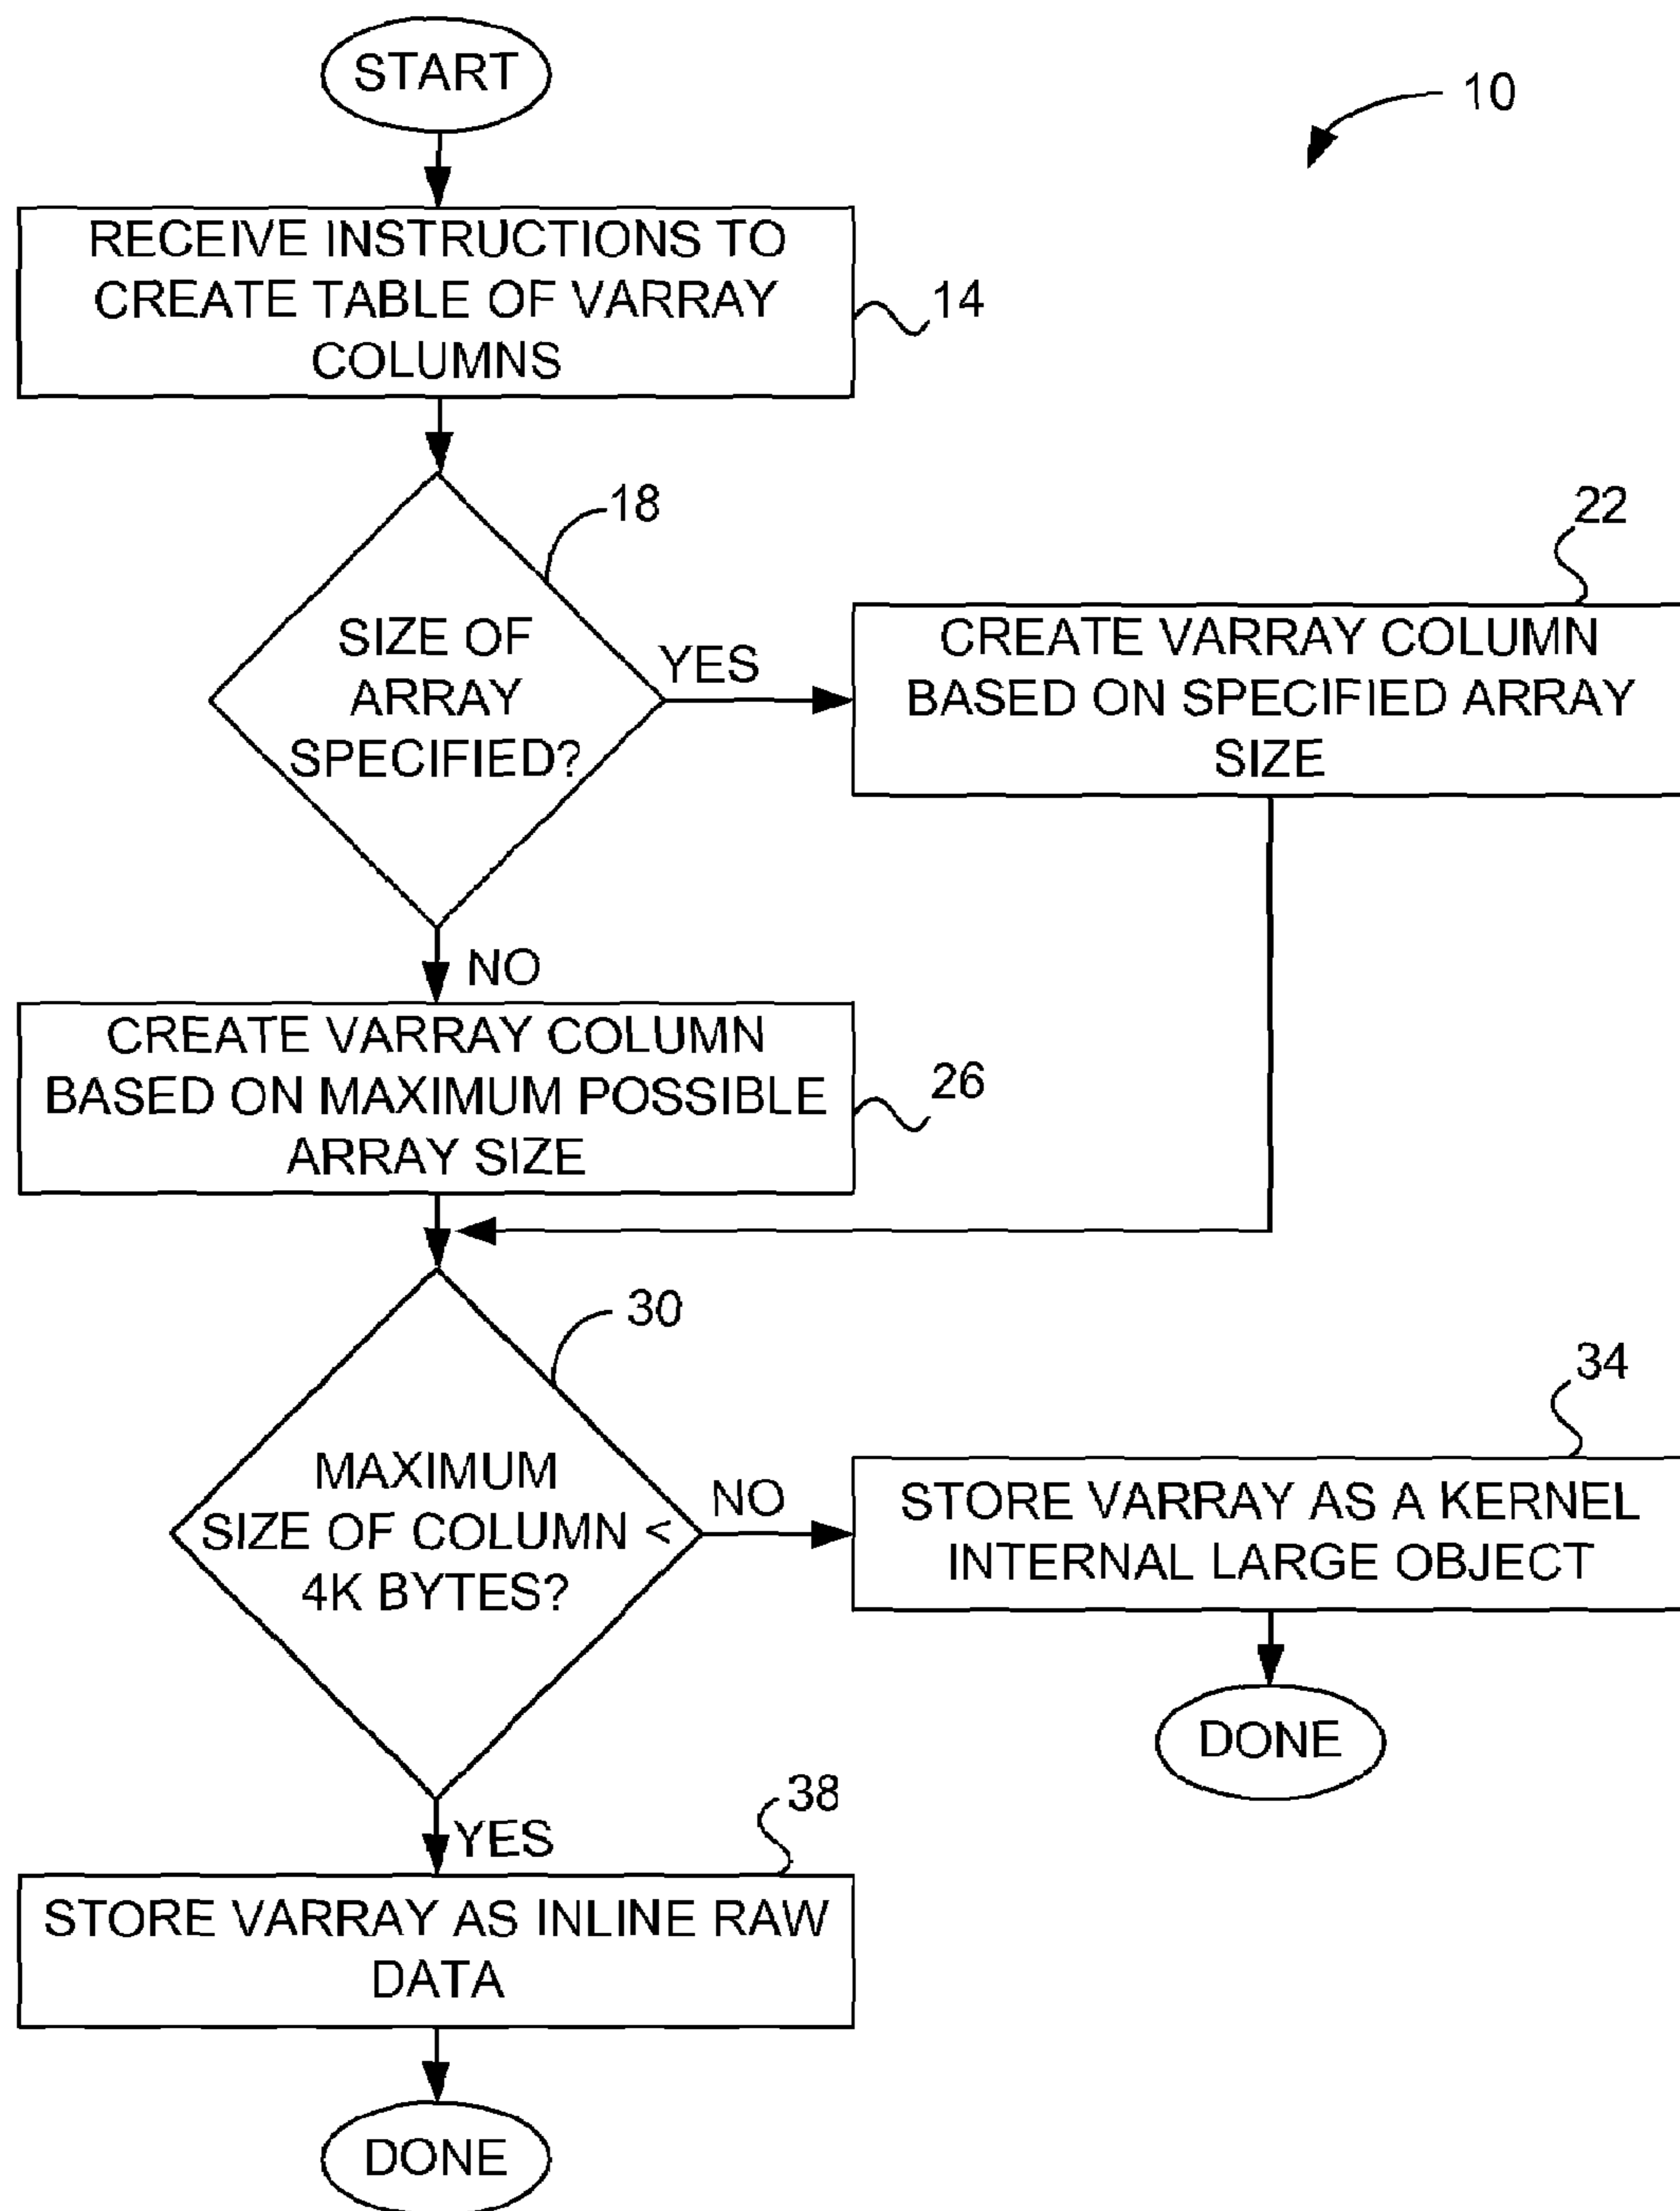 START
10
RECEIVE INSTRUCTIONS TO
CREATE TABLE OF VARRAY
COLUMNS
14
18
SIZE OF
ARRAY
SPECIFIED?
YES
22
CREATE VARRAY COLUMN
BASED ON SPECIFIED ARRAY
SIZE
NO
CREATE VARRAY COLUMN
BASED ON MAXIMUM POSSIBLE
ARRAY SIZE
26
30
MAXIMUM
SIZE OF COLUMN <
4K BYTES?
NO
34
STORE VARRAY AS A KERNEL
INTERNAL LARGE OBJECT
DONE
YES
38
STORE VARRAY AS INLINE RAW
DATA
DONE